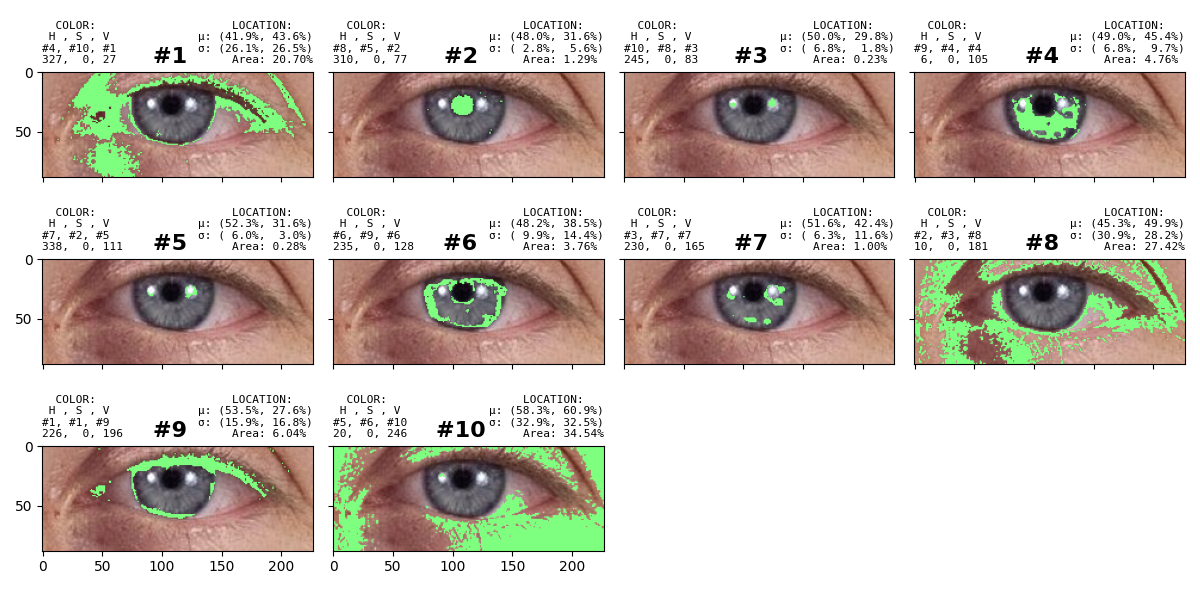 COLOR: LOCATION:
H , S , V μ: (41.9%, 43.6%)
#4, #10, #1 #1 σ: (26.1%, 26.5%)
327, 0, 27 Area: 20.70%
COLOR: LOCATION:
H , S , V μ: (48.0%, 31.6%)
#8, #5, #2 #2 σ: ( 2.8%, 5.6%)
310, 0, 77 Area: 1.29%
COLOR: LOCATION:
H , S , V μ: (50.0%, 29.8%)
#10, #8, #3 #3 σ: ( 6.8%, 1.8%)
245, 0, 83 Area: 0.23%
COLOR: LOCATION:
H , S , V μ: (49.0%, 45.4%)
#9, #4, #4 #4 σ: ( 6.8%, 9.7%)
6, 0, 105 Area: 4.76%
0
50
COLOR: LOCATION:
H , S , V μ: (52.3%, 31.6%)
#7, #2, #5 #5 σ: ( 6.0%, 3.0%)
338, 0, 111 Area: 0.28%
COLOR: LOCATION:
H , S , V μ: (48.2%, 38.5%)
#6, #9, #6 #6 σ: ( 9.9%, 14.4%)
235, 0, 128 Area: 3.76%
COLOR: LOCATION:
H , S , V μ: (51.6%, 42.4%)
#3, #7, #7 #7 σ: ( 6.3%, 11.6%)
230, 0, 165 Area: 1.00%
COLOR: LOCATION:
H , S , V μ: (45.3%, 49.9%)
#2, #3, #8 #8 σ: (30.9%, 28.2%)
10, 0, 181 Area: 27.42%
0
50
COLOR: LOCATION:
H , S , V μ: (53.5%, 27.6%)
#1, #1, #9 #9 σ: (15.9%, 16.8%)
226, 0, 196 Area: 6.04%
COLOR: LOCATION:
H , S , V μ: (58.3%, 60.9%)
#5, #6, #10 #10 σ: (32.9%, 32.5%)
20, 0, 246 Area: 34.54%
0
50
0 50 100 150 200
0 50 100 150 200